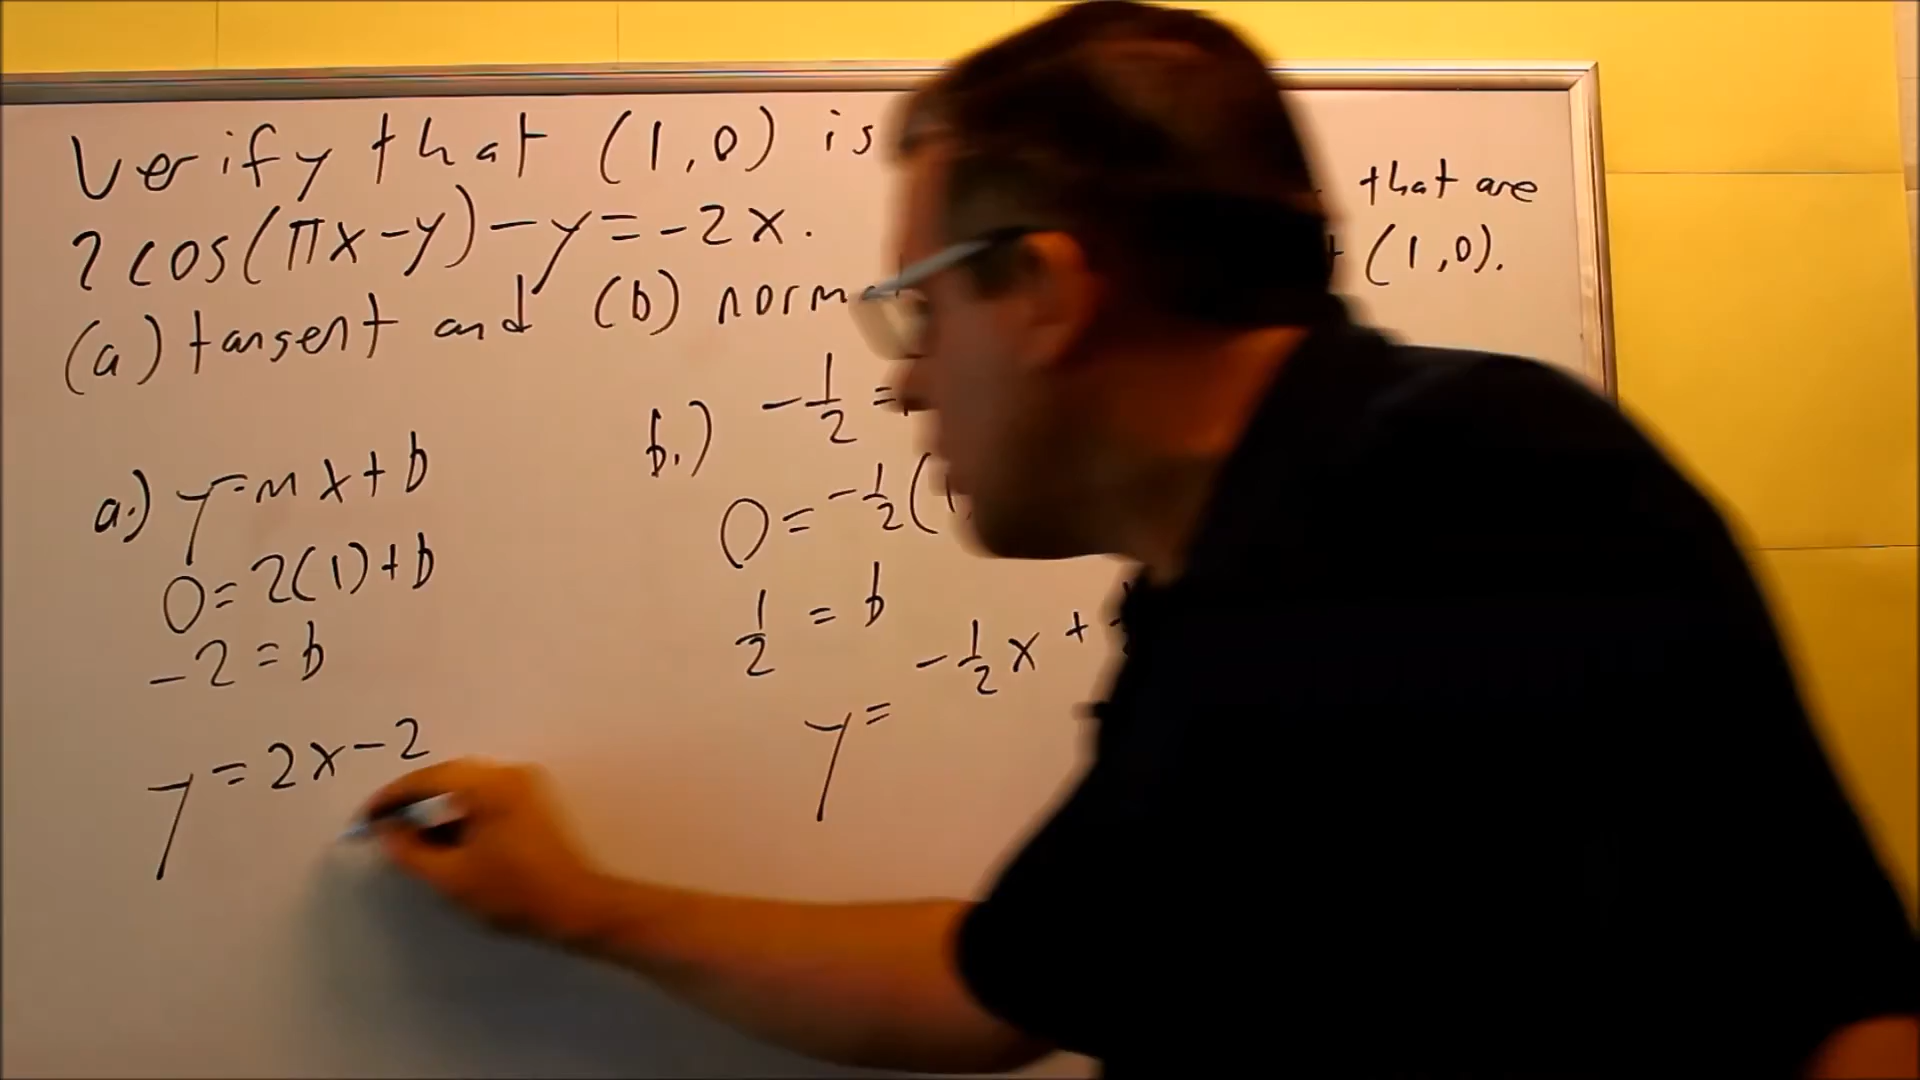 Verify that (1,0) is
that are
2cos(πx-y)-y=-2x.
(1,0).
(a) tangent and (b) norm
a.) y=mx+b
0=2(1)+b
-2=b
y=2x-2
b.) -1/2 =
0=-1/2(1
1/2 = b
y= -1/2x +